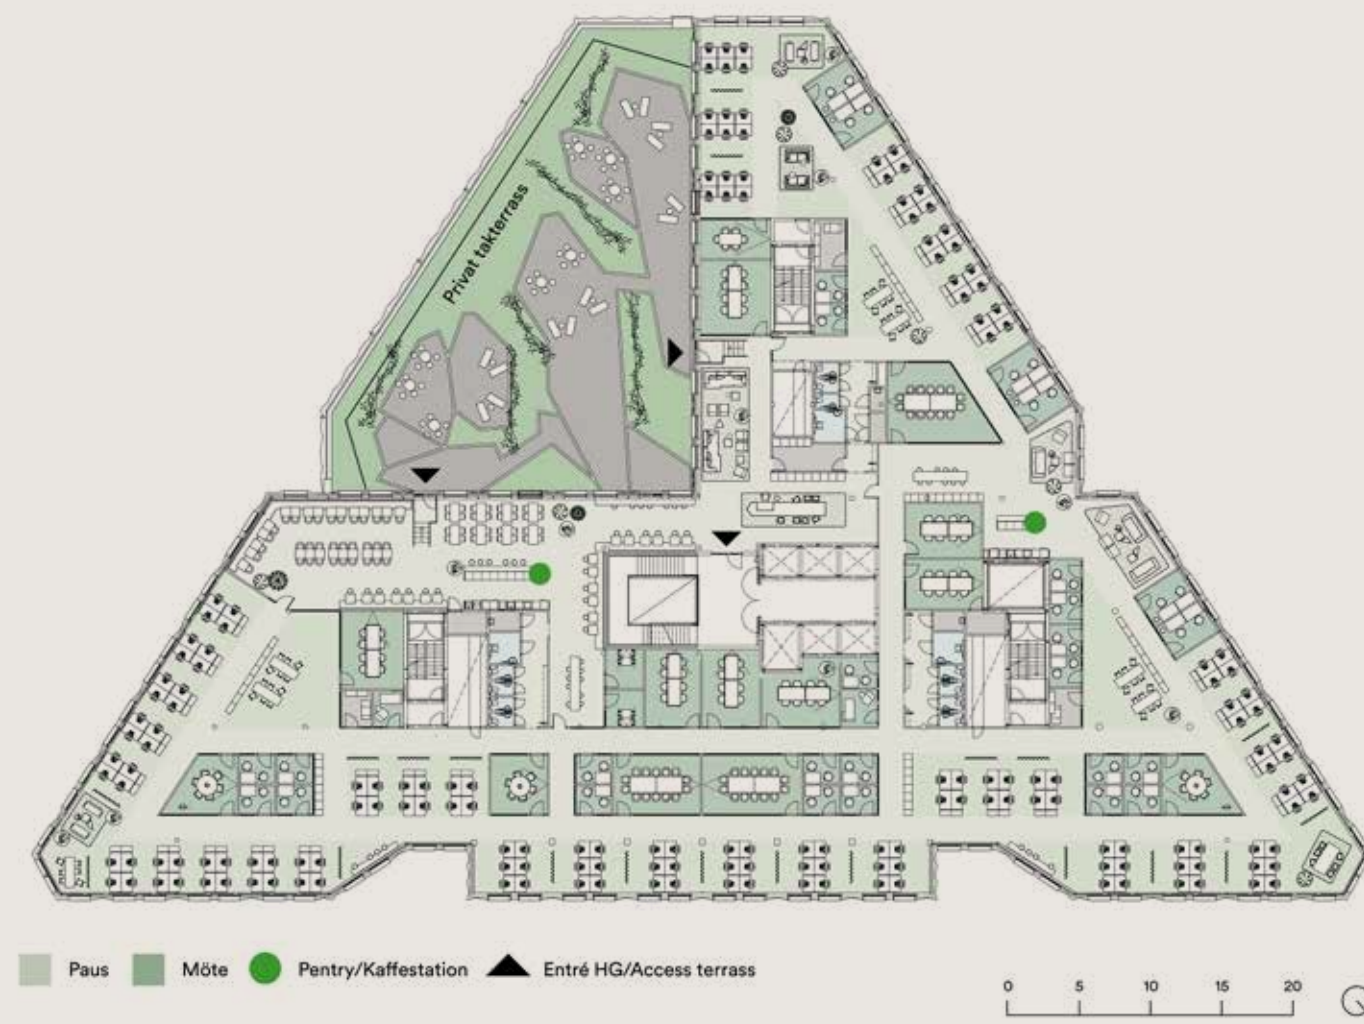 Privat takterrass
Paus
Möte
Pentry/Kaffestation
Entré HG/Access terrass
0 5 10 15 20